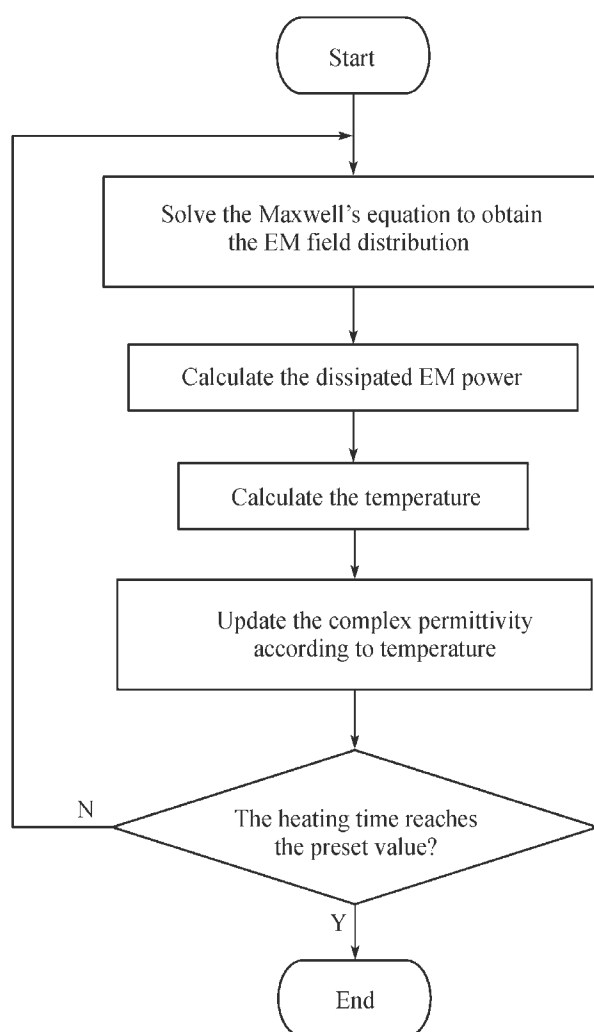 Start
Solve the Maxwell's equation to obtain
the EM field distribution
Calculate the dissipated EM power
Calculate the temperature
Update the complex permittivity
according to temperature
N
The heating time reaches
the preset value?
Y
End